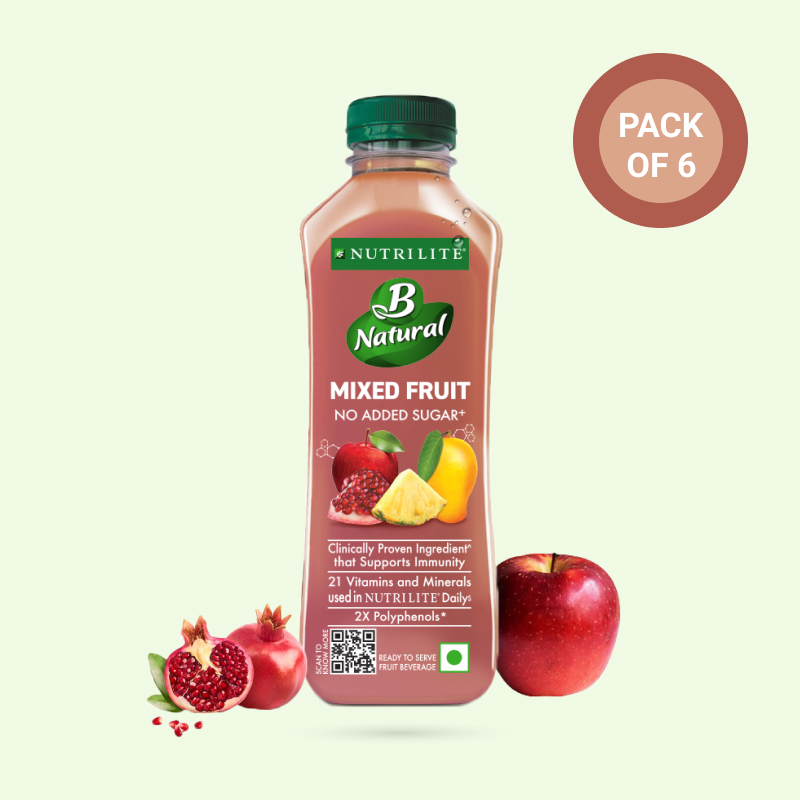 PACK
OF 6
NUTRILITE®
B
Natural
MIXED FRUIT
NO ADDED SUGAR+
Clinically Proven Ingredient^
that Supports Immunity
21 Vitamins and Minerals
used in NUTRILITE® Daily$
2X Polyphenols*
SCAN TO
KNOW MORE
READY TO SERVE
FRUIT BEVERAGE